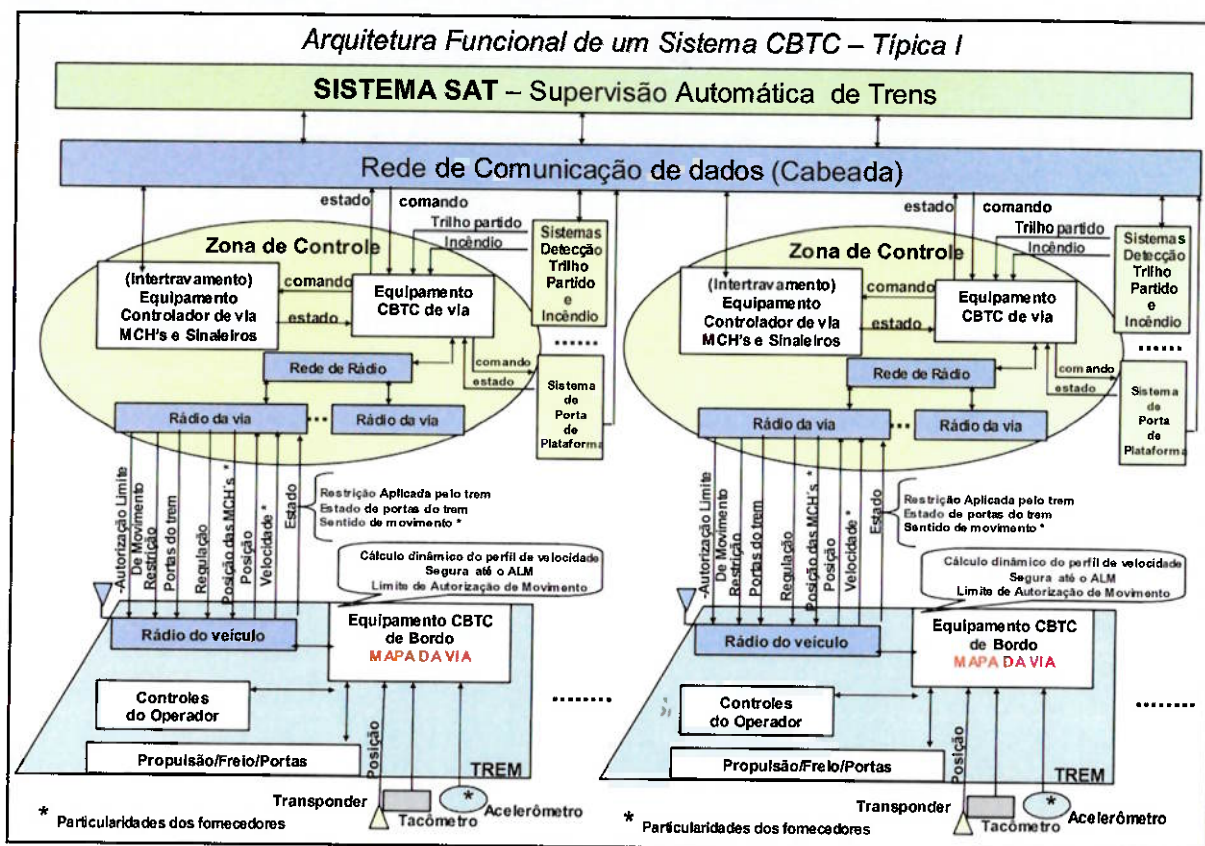 Arquitetura Funcional de um Sistema CBTC – Típica I
SISTEMA SAT – Supervisão Automática de Trens
Rede de Comunicação de dados (Cabeada)
estado
comando
Trilho partido
Incêndio
Zona de Controle
(Intertravamento)
Equipamento
Controlador de via
MCH's e Sinaleiros
comando
estado
Equipamento
CBTC de via
Sistemas
Detecção
Trilho
Partido
e
Incêndio
......
Rede de Rádio
comando
estado
Sistema
de
Porta
de
Plataforma
Rádio da via
...
Rádio da via
-Autorização Limite
De Movimento
Restrição
Portas do trem
Regulação
Posição das MCH's *
Posição
Velocidade *
Estado
Restrição Aplicada pelo trem
Estado de portas do trem
Sentido de movimento *
Cálculo dinâmico do perfil de velocidade
Segura até o ALM
Limite de Autorização de Movimento
Rádio do veículo
Equipamento CBTC
de Bordo
MAPA DA VIA
Controles
do Operador
Propulsão/Freio/Portas
Posição
TREM
........
Transponder
Tacômetro
*
Acelerômetro
* Particularidades dos fornecedores
estado
comando
Trilho partido
Incêndio
Zona de Controle
(Intertravamento)
Equipamento
Controlador de via
MCH's e Sinaleiros
comando
estado
Equipamento
CBTC de via
Sistemas
Detecção
Trilho
Partido
e
Incêndio
......
Rede de Rádio
comando
estado
Sistema
de
Porta
de
Plataforma
Rádio da via
...
Rádio da via
-Autorização Limite
De Movimento
Restrição
Portas do trem
Regulação
Posição das MCH's *
Posição
Velocidade *
Estado
Restrição Aplicada pelo trem
Estado de portas do trem
Sentido de movimento *
Cálculo dinâmico do perfil de velocidade
Segura até o ALM
Limite de Autorização de Movimento
Rádio do veículo
Equipamento CBTC
de Bordo
MAPA DA VIA
Controles
do Operador
Propulsão/Freio/Portas
Posição
TREM
........
Transponder
Tacômetro
*
Acelerômetro
* Particularidades dos fornecedores